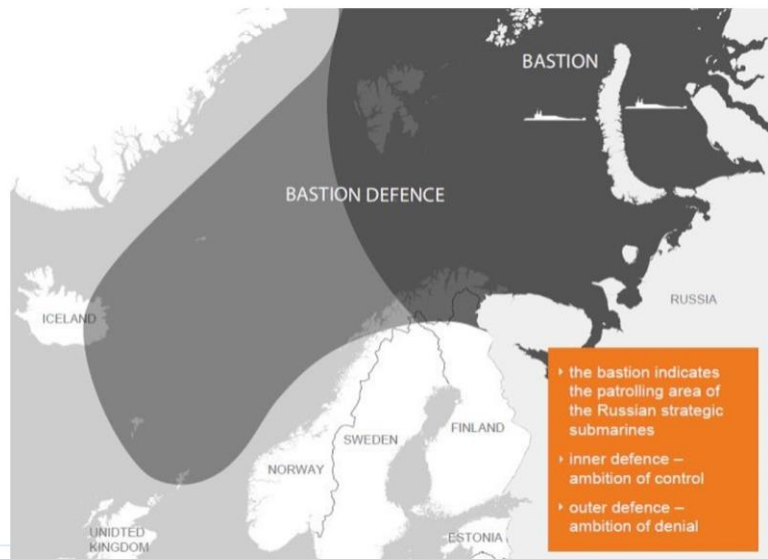 BASTION
BASTION DEFENCE
ICELAND
RUSSIA
NORWAY
SWEDEN
FINLAND
UNIDTED
KINGDOM
ESTONIA
the bastion indicates
the patrolling area of
the Russian strategic
submarines
inner defence –
ambition of control
outer defence –
ambition of denial